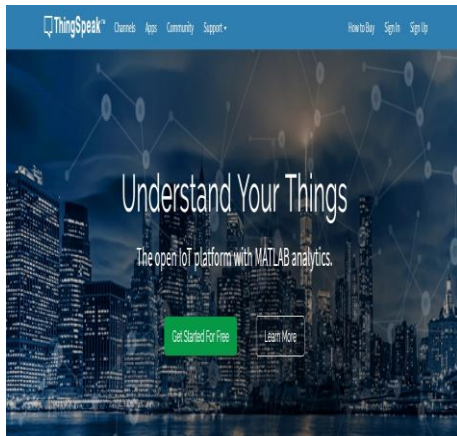 ThingSpeak™ Channels Apps Community Support How to Buy Sign In Sign Up
Understand Your Things
The open IoT platform with MATLAB analytics.
Get Started For Free Learn More